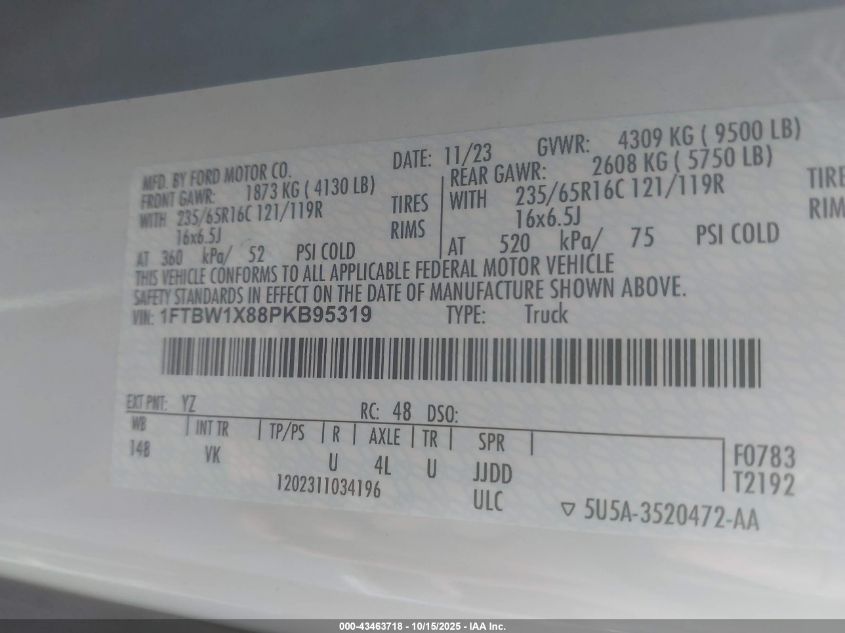 MFD. BY FORD MOTOR CO. DATE: 11/23 GVWR: 4309 KG ( 9500 LB)
FRONT GAWR: 1873 KG ( 4130 LB) REAR GAWR: 2608 KG ( 5750 LB)
WITH 235/65R16C 121/119R TIRES WITH 235/65R16C 121/119R TIRE
16x6.5J RIMS 16x6.5J RIM
AT 360 kPa/ 52 PSI COLD AT 520 kPa/ 75 PSI COLD
THIS VEHICLE CONFORMS TO ALL APPLICABLE FEDERAL MOTOR VEHICLE
SAFETY STANDARDS IN EFFECT ON THE DATE OF MANUFACTURE SHOWN ABOVE.
VIN: 1FTBW1X88PKB95319 TYPE: Truck
EXT PNT: YZ RC: 48 DSO:
WB INT TR TP/PS R AXLE TR SPR F0783
148 VK U 4L U JJDD T2192
1202311034196 ULC ▽ 5U5A-3520472-AA
000-43463718 - 10/15/2025 - IAA Inc.